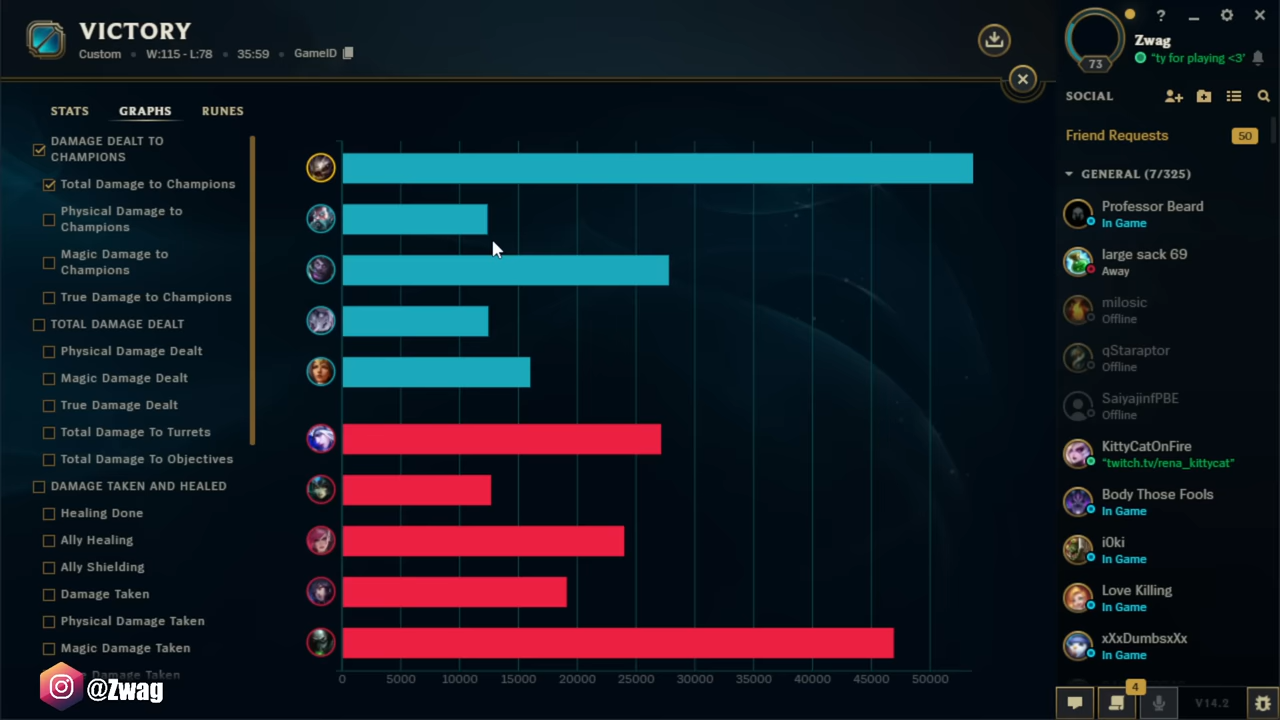 VICTORY
Custom • W:115 - L:78 • 35:59 • GameID
STATS GRAPHS RUNES
DAMAGE DEALT TO
CHAMPIONS
Total Damage to Champions
Physical Damage to
Champions
Magic Damage to
Champions
True Damage to Champions
TOTAL DAMAGE DEALT
Physical Damage Dealt
Magic Damage Dealt
True Damage Dealt
Total Damage To Turrets
Total Damage To Objectives
DAMAGE TAKEN AND HEALED
Healing Done
Ally Healing
Ally Shielding
Damage Taken
Physical Damage Taken
Magic Damage Taken
Damage Taken
@Zwag
0 5000 10000 15000 20000 25000 30000 35000 40000 45000 50000
?
73
Zwag
"ty for playing <3"
SOCIAL
Friend Requests 50
GENERAL (7/325)
Professor Beard
In Game
large sack 69
Away
milosic
Offline
qStaraptor
Offline
SaiyajinfPBE
Offline
KittyCatOnFire
"twitch.tv/rena_kittycat"
Body Those Fools
In Game
i0ki
In Game
Love Killing
In Game
xXxDumbsxXx
In Game
4
V14.2